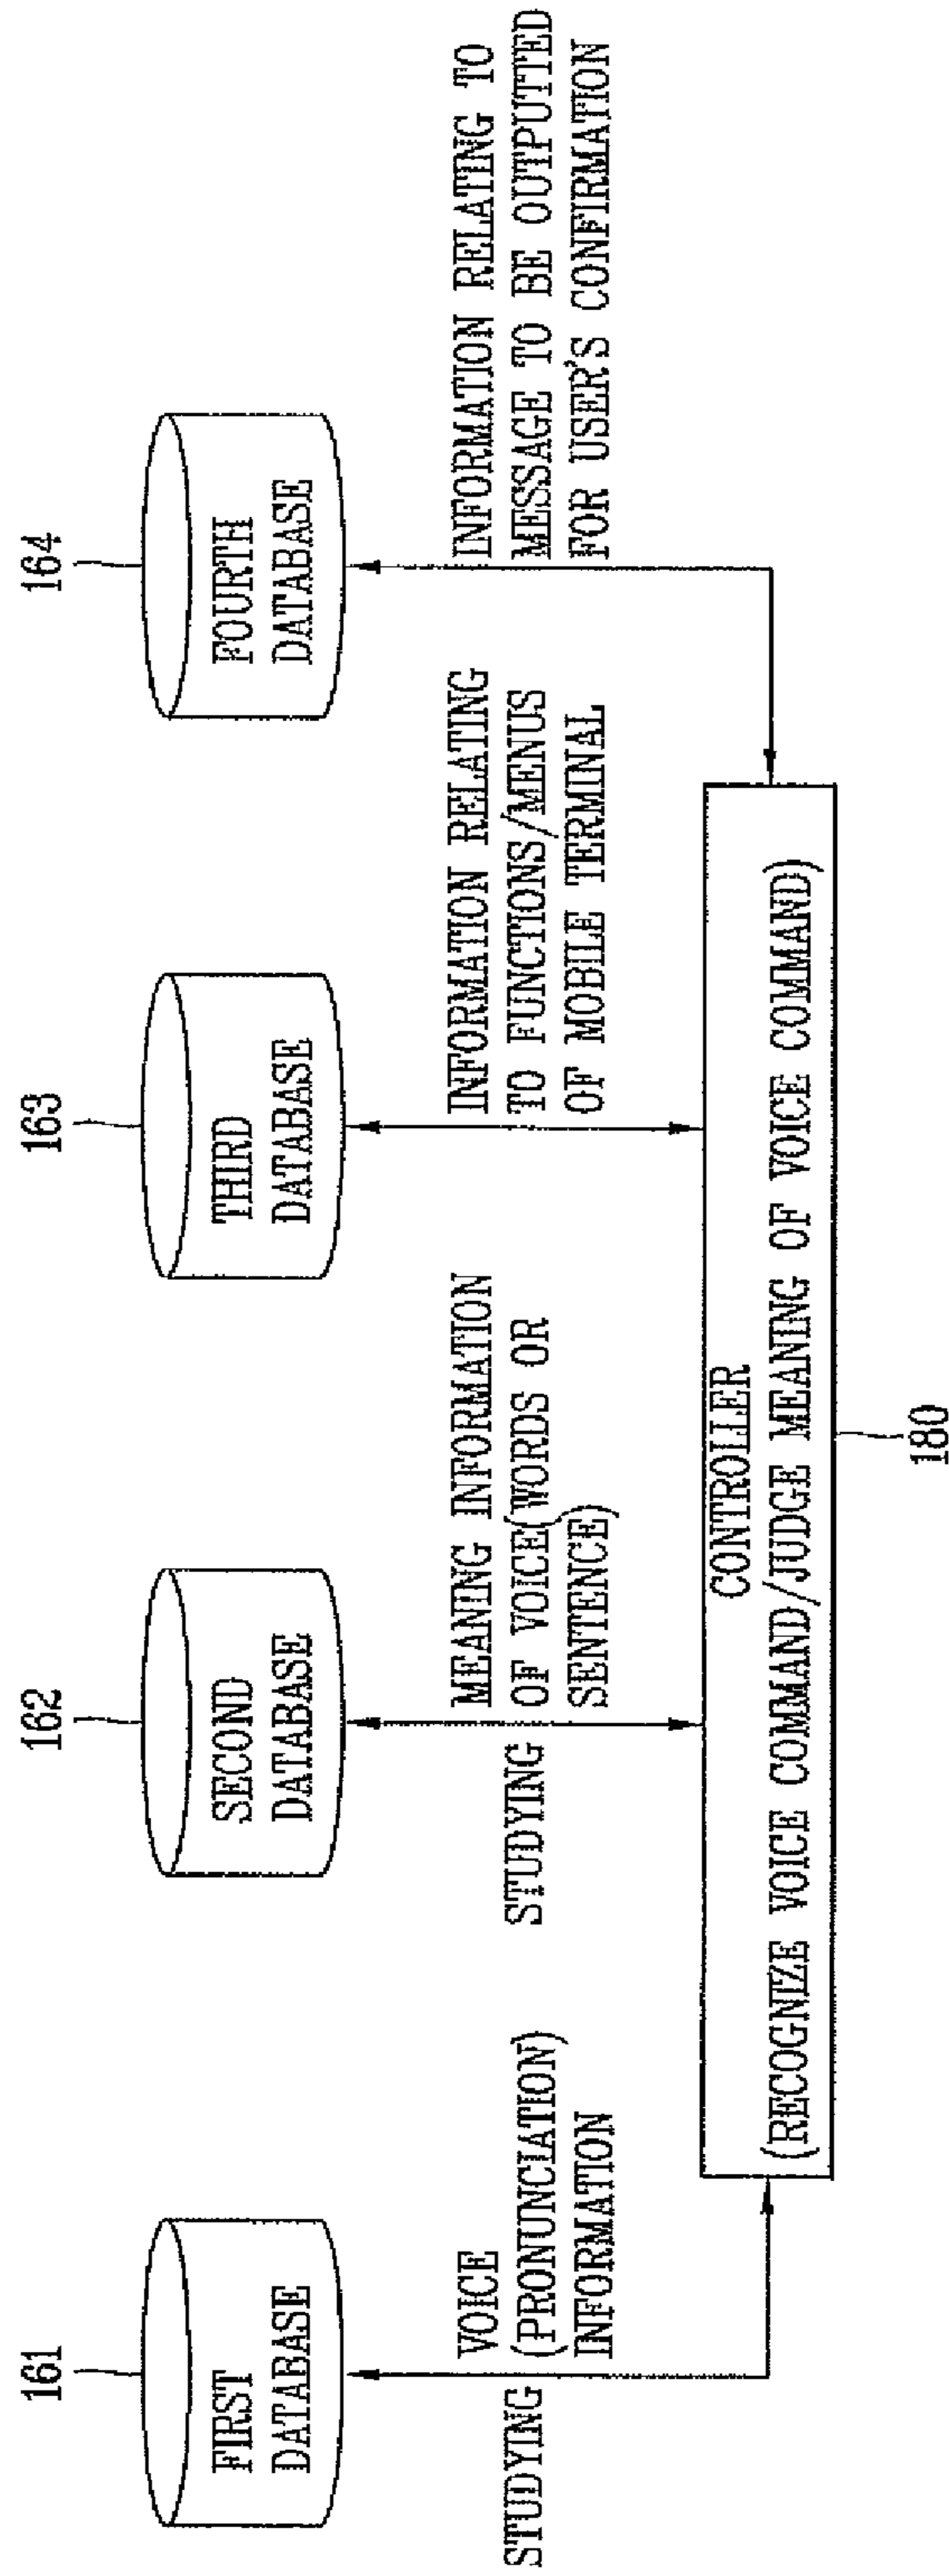 161
FIRST
DATABASE
162
SECOND
DATABASE
163
THIRD
DATABASE
164
FOURTH
DATABASE
STUDYING
VOICE
(PRONUNCIATION)
INFORMATION
STUDYING
MEANING INFORMATION
OF VOICE(WORDS OR
SENTENCE)
INFORMATION RELATING
TO FUNCTIONS/MENUS
OF MOBILE TERMINAL
INFORMATION RELATING TO
MESSAGE TO BE OUTPUTTED
FOR USER'S CONFIRMATION
CONTROLLER
(RECOGNIZE VOICE COMMAND/JUDGE MEANING OF VOICE COMMAND)
180